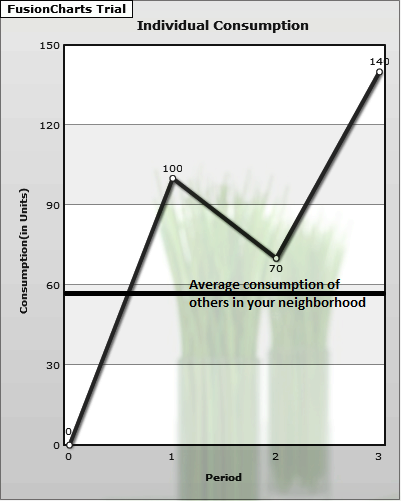 FusionCharts Trial
Individual Consumption
150
120
90
60
30
0
Consumption(in Units)
0
100
70
140
Average consumption of
others in your neighborhood
0
1
2
3
Period